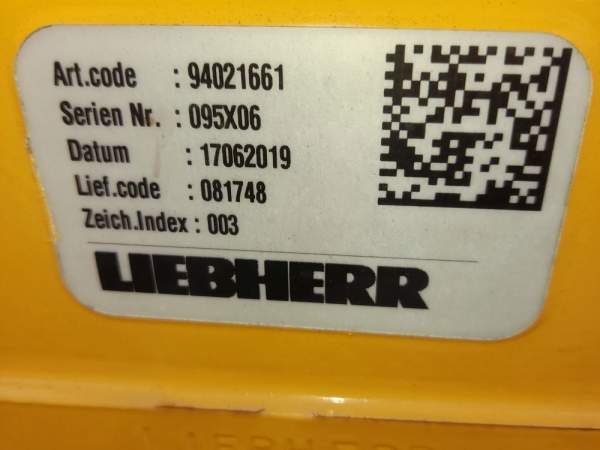 Art.code : 94021661
Serien Nr. : 095X06
Datum : 17062019
Lief.code : 081748
Zeich.Index : 003
LIEBHERR